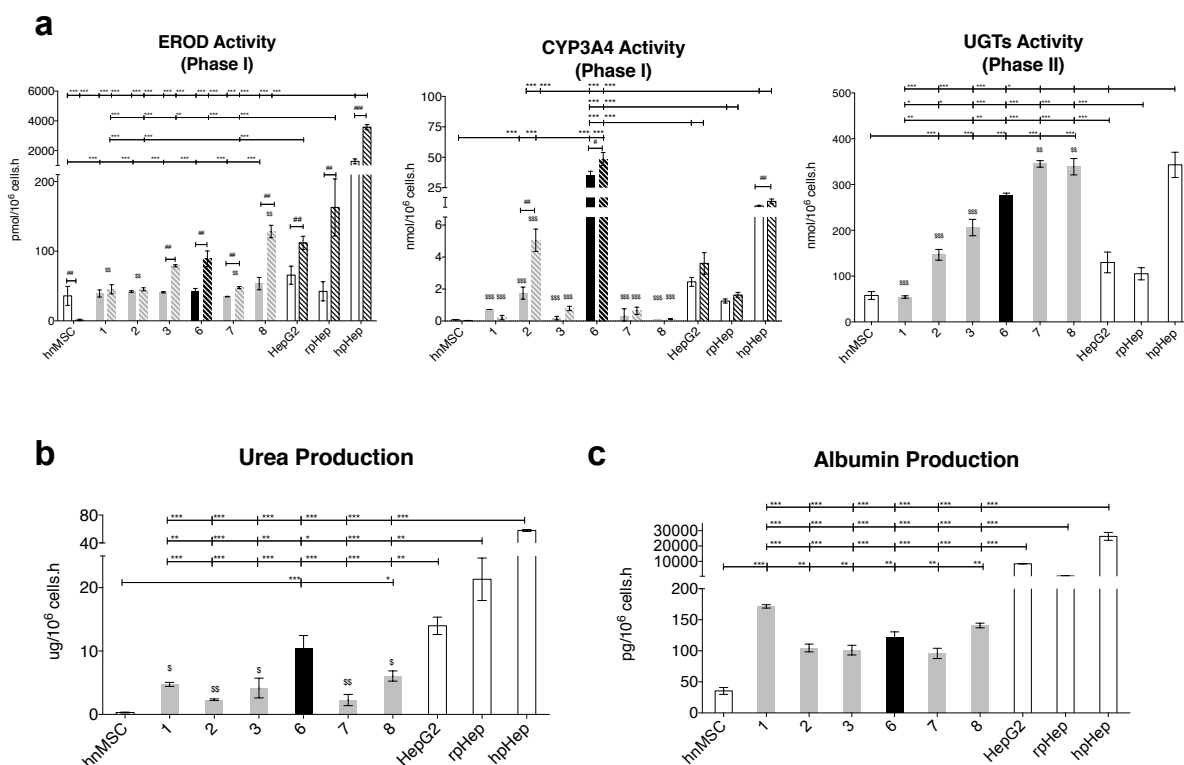 a
EROD Activity
(Phase I)
pmol/10⁶ cells.h
6000
4000
2000
200
100
0
*** *** *** *** *** *** *** *** ***
*** *** ** *** ***
*** *** ***
*** *** *** *** *** ***
###
##
##
##
##
##
##
##
$$
$$
$$
$$
hnMSC
1
2
3
6
7
8
HepG2
rpHep
hpHep
CYP3A4 Activity
(Phase I)
nmol/10⁶ cells.h
100
75
50
25
6
4
2
0
*** *** *** ***
*** ***
*** ***
*** *** *** ***
#
##
##
$$$
$$$ $$$ $$$ $$$ $$$ $$$ $$$ $$$ $$$
hnMSC
1
2
3
6
7
8
HepG2
rpHep
hpHep
UGTs Activity
(Phase II)
nmol/10⁶ cells.h
500
400
300
200
100
0
*** *** *** *
* * *** *** *** ***
** ** *** *** ***
*** *** *** *** ***
$$ $$
$$$
$$$
$$$
hnMSC
1
2
3
6
7
8
HepG2
rpHep
hpHep
b
Urea Production
ug/10⁶ cells.h
80
40
20
10
0
*** *** *** *** *** ***
** *** ** * *** **
*** *** *** *** *** **
*** *
$
$$
$
$$
$
hnMSC
1
2
3
6
7
8
HepG2
rpHep
hpHep
c
Albumin Production
pg/10⁶ cells.h
30000
20000
10000
200
150
100
50
0
*** *** *** *** *** ***
*** *** *** *** *** ***
*** *** *** *** *** ***
*** ** ** ** ** **
hnMSC
1
2
3
6
7
8
HepG2
rpHep
hpHep